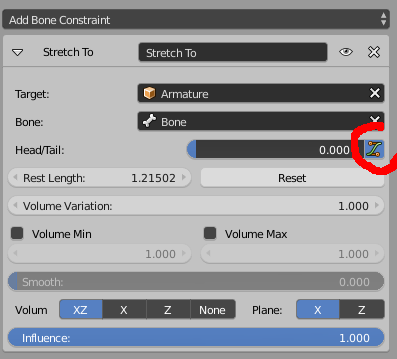 Add Bone Constraint
Stretch To Stretch To
Target: Armature
Bone: Bone
Head/Tail: 0.000
Rest Length: 1.21502 Reset
Volume Variation: 1.000
Volume Min Volume Max
1.000 1.000
Smooth: 0.000
Volum XZ X Z None Plane: X Z
Influence: 1.000